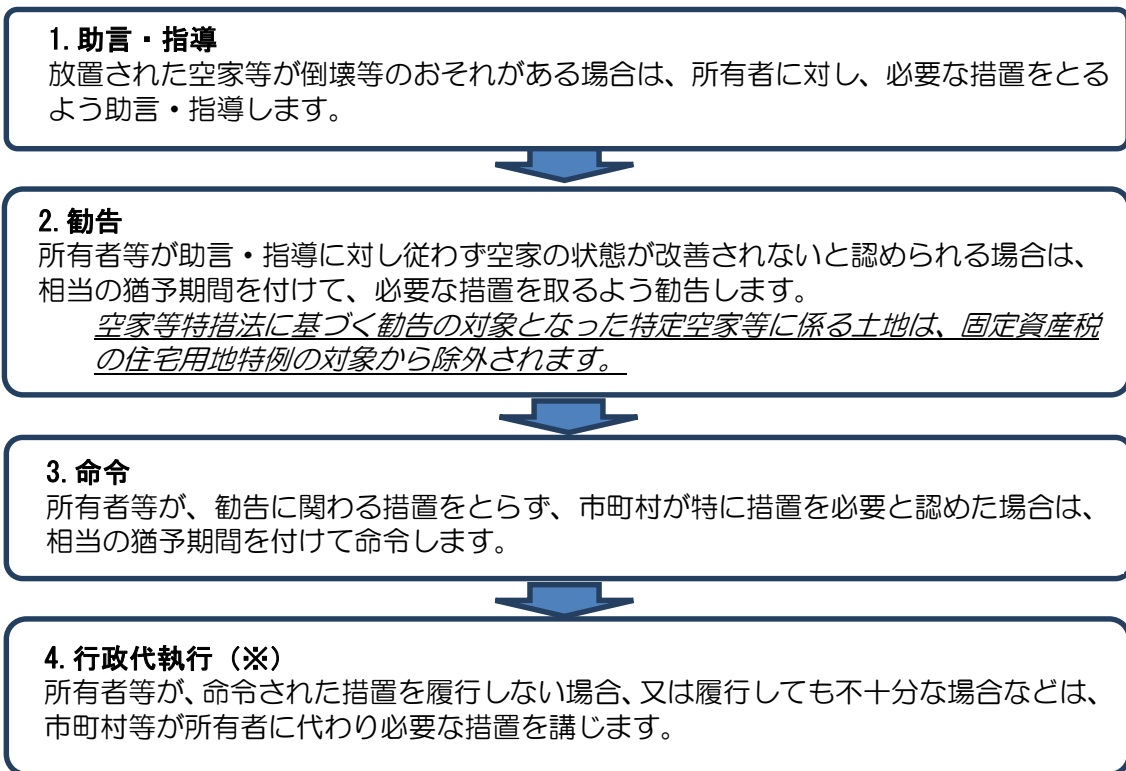 1. 助言・指導
放置された空家等が倒壊等のおそれがある場合は、所有者に対し、必要な措置をとる
よう助言・指導します。
2. 勧告
所有者等が助言・指導に対し従わず空家の状態が改善されないと認められる場合は、
相当の猶予期間を付けて、必要な措置を取るよう勧告します。
空家等特措法に基づく勧告の対象となった特定空家等に係る土地は、固定資産税
の住宅用地特例の対象から除外されます。
3. 命令
所有者等が、勧告に関わる措置をとらず、市町村が特に措置を必要と認めた場合は、
相当の猶予期間を付けて命令します。
4. 行政代執行（※）
所有者等が、命令された措置を履行しない場合、又は履行しても不十分な場合などは、
市町村等が所有者に代わり必要な措置を講じます。